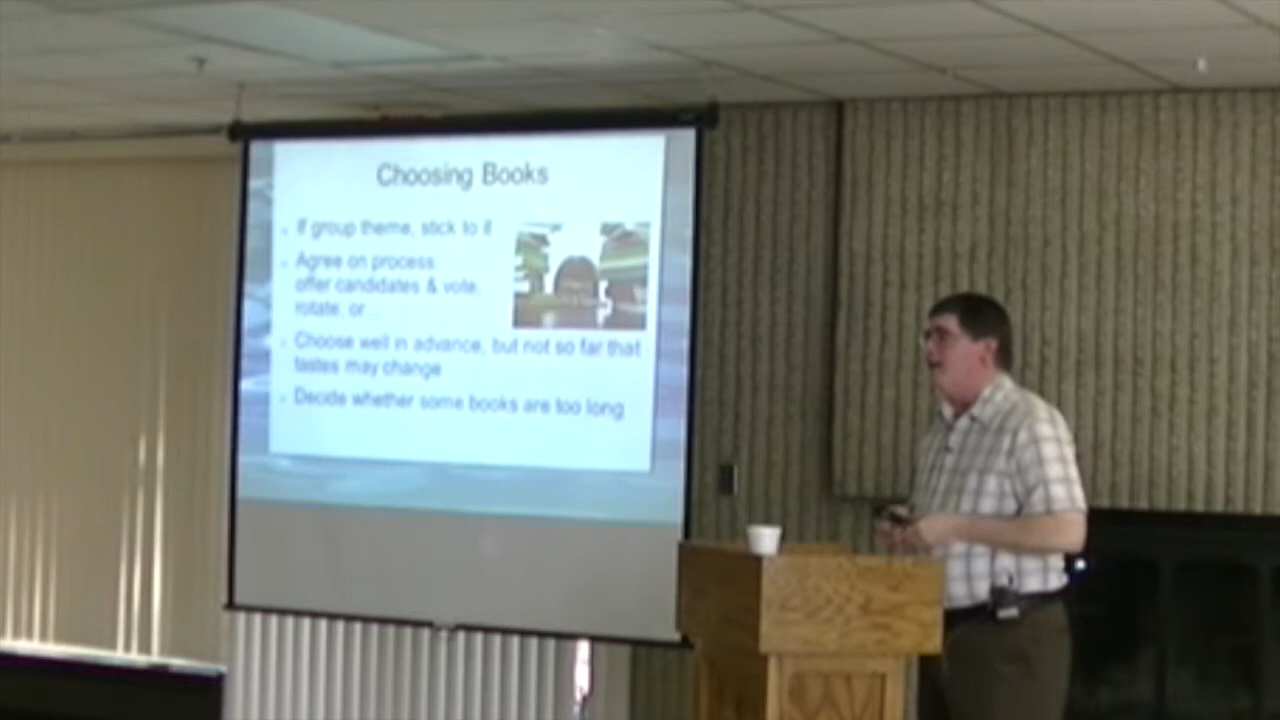 Choosing Books
If group theme, stick to it
Agree on process:
offer candidates & vote,
rotate, or…
Choose well in advance, but not so far that
tastes may change
Decide whether some books are too long